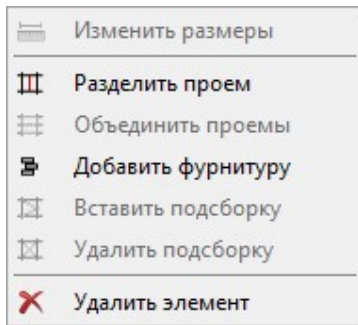 Изменить размеры
Разделить проем
Объединить проемы
Добавить фурнитуру
Вставить подсборку
Удалить подсборку
Удалить элемент